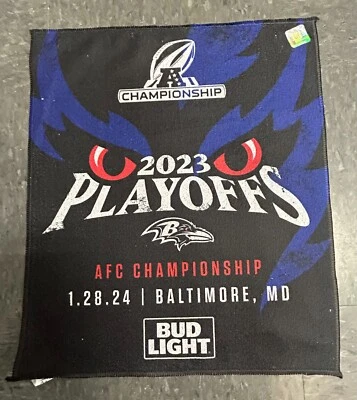 A
CHAMPIONSHIP
2023
PLAYOFFS
B
AFC CHAMPIONSHIP
1.28.24 | BALTIMORE, MD
BUD
LIGHT